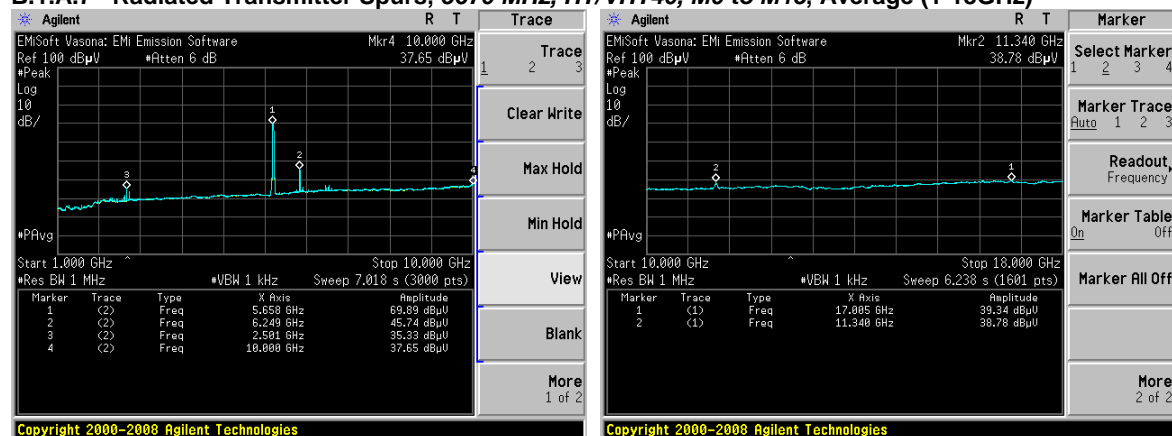 B.1.A.7 Radiated Transmitter Spurs, 5670 MHz, HT/VHT40, M0 to M15, Average (1-18GHz)
Agilent R T
EMiSoft Vasona: EMi Emission Software Mkr4 10.000 GHz
Ref 100 dBµV #Atten 6 dB 37.65 dBµV
#Peak
Log
10
dB/
1
2
3
4
#PAvg
Start 1.000 GHz ^ Stop 10.000 GHz
#Res BW 1 MHz #VBW 1 kHz Sweep 7.018 s (3000 pts)
Marker Trace Type X Axis Amplitude
1 (2) Freq 5.658 GHz 69.89 dBµV
2 (2) Freq 6.249 GHz 45.74 dBµV
3 (2) Freq 2.501 GHz 35.33 dBµV
4 (2) Freq 10.000 GHz 37.65 dBµV
Copyright 2000-2008 Agilent Technologies
Trace
Trace
1 2 3
Clear Write
Max Hold
Min Hold
View
Blank
More
1 of 2
Agilent R T
EMiSoft Vasona: EMi Emission Software Mkr2 11.340 GHz
Ref 100 dBµV #Atten 6 dB 38.78 dBµV
#Peak
Log
10
dB/
2
1
#PAvg
Start 10.000 GHz ^ Stop 18.000 GHz
#Res BW 1 MHz #VBW 1 kHz Sweep 6.238 s (1601 pts)
Marker Trace Type X Axis Amplitude
1 (1) Freq 17.005 GHz 39.34 dBµV
2 (1) Freq 11.340 GHz 38.78 dBµV
Copyright 2000-2008 Agilent Technologies
Marker
Select Marker
1 2 3 4
Marker Trace
Auto 1 2 3
Readout
Frequency
Marker Table
On Off
Marker All Off
More
2 of 2